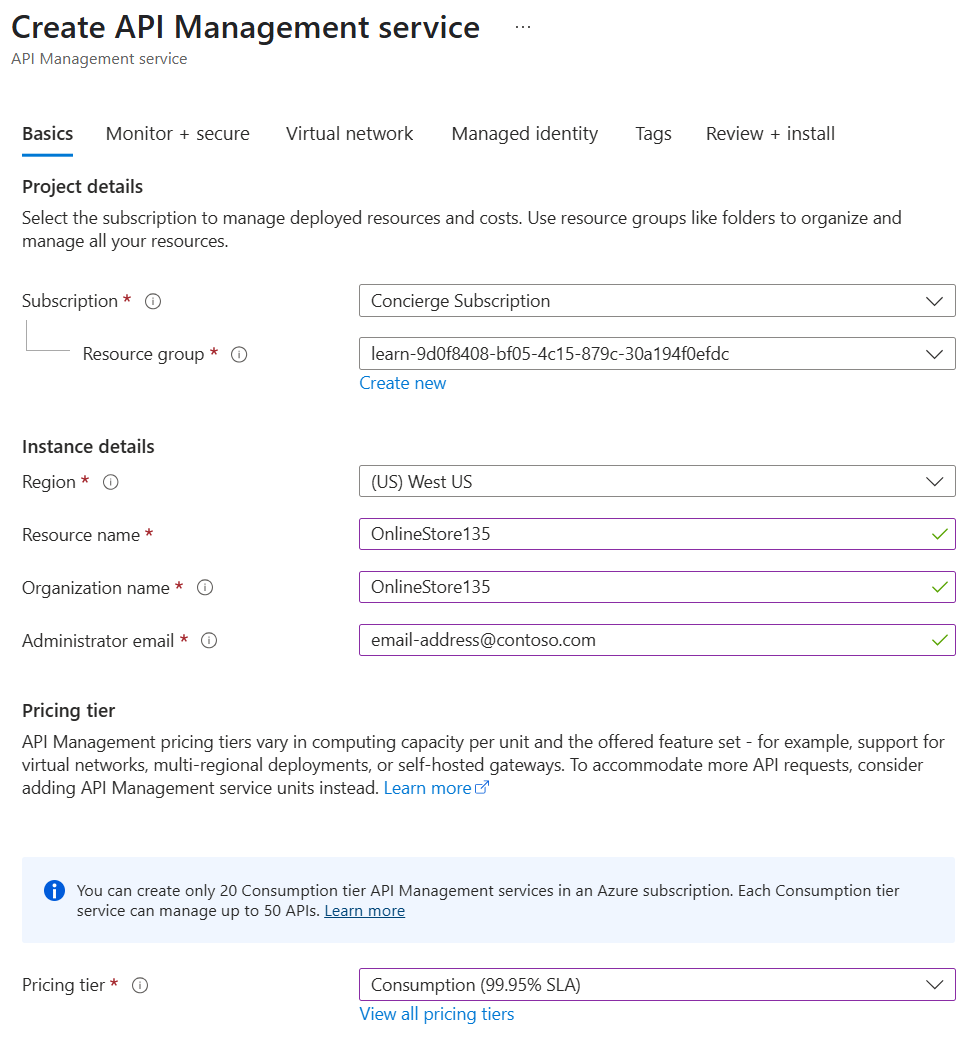 Create API Management service ...
API Management service
Basics Monitor + secure Virtual network Managed identity Tags Review + install
Project details
Select the subscription to manage deployed resources and costs. Use resource groups like folders to organize and
manage all your resources.
Subscription * Concierge Subscription
Resource group * learn-9d0f8408-bf05-4c15-879c-30a194f0efdc
Create new
Instance details
Region * (US) West US
Resource name * OnlineStore135
Organization name * OnlineStore135
Administrator email * email-address@contoso.com
Pricing tier
API Management pricing tiers vary in computing capacity per unit and the offered feature set - for example, support for
virtual networks, multi-regional deployments, or self-hosted gateways. To accommodate more API requests, consider
adding API Management service units instead. Learn more
You can create only 20 Consumption tier API Management services in an Azure subscription. Each Consumption tier
service can manage up to 50 APIs. Learn more
Pricing tier * Consumption (99.95% SLA)
View all pricing tiers